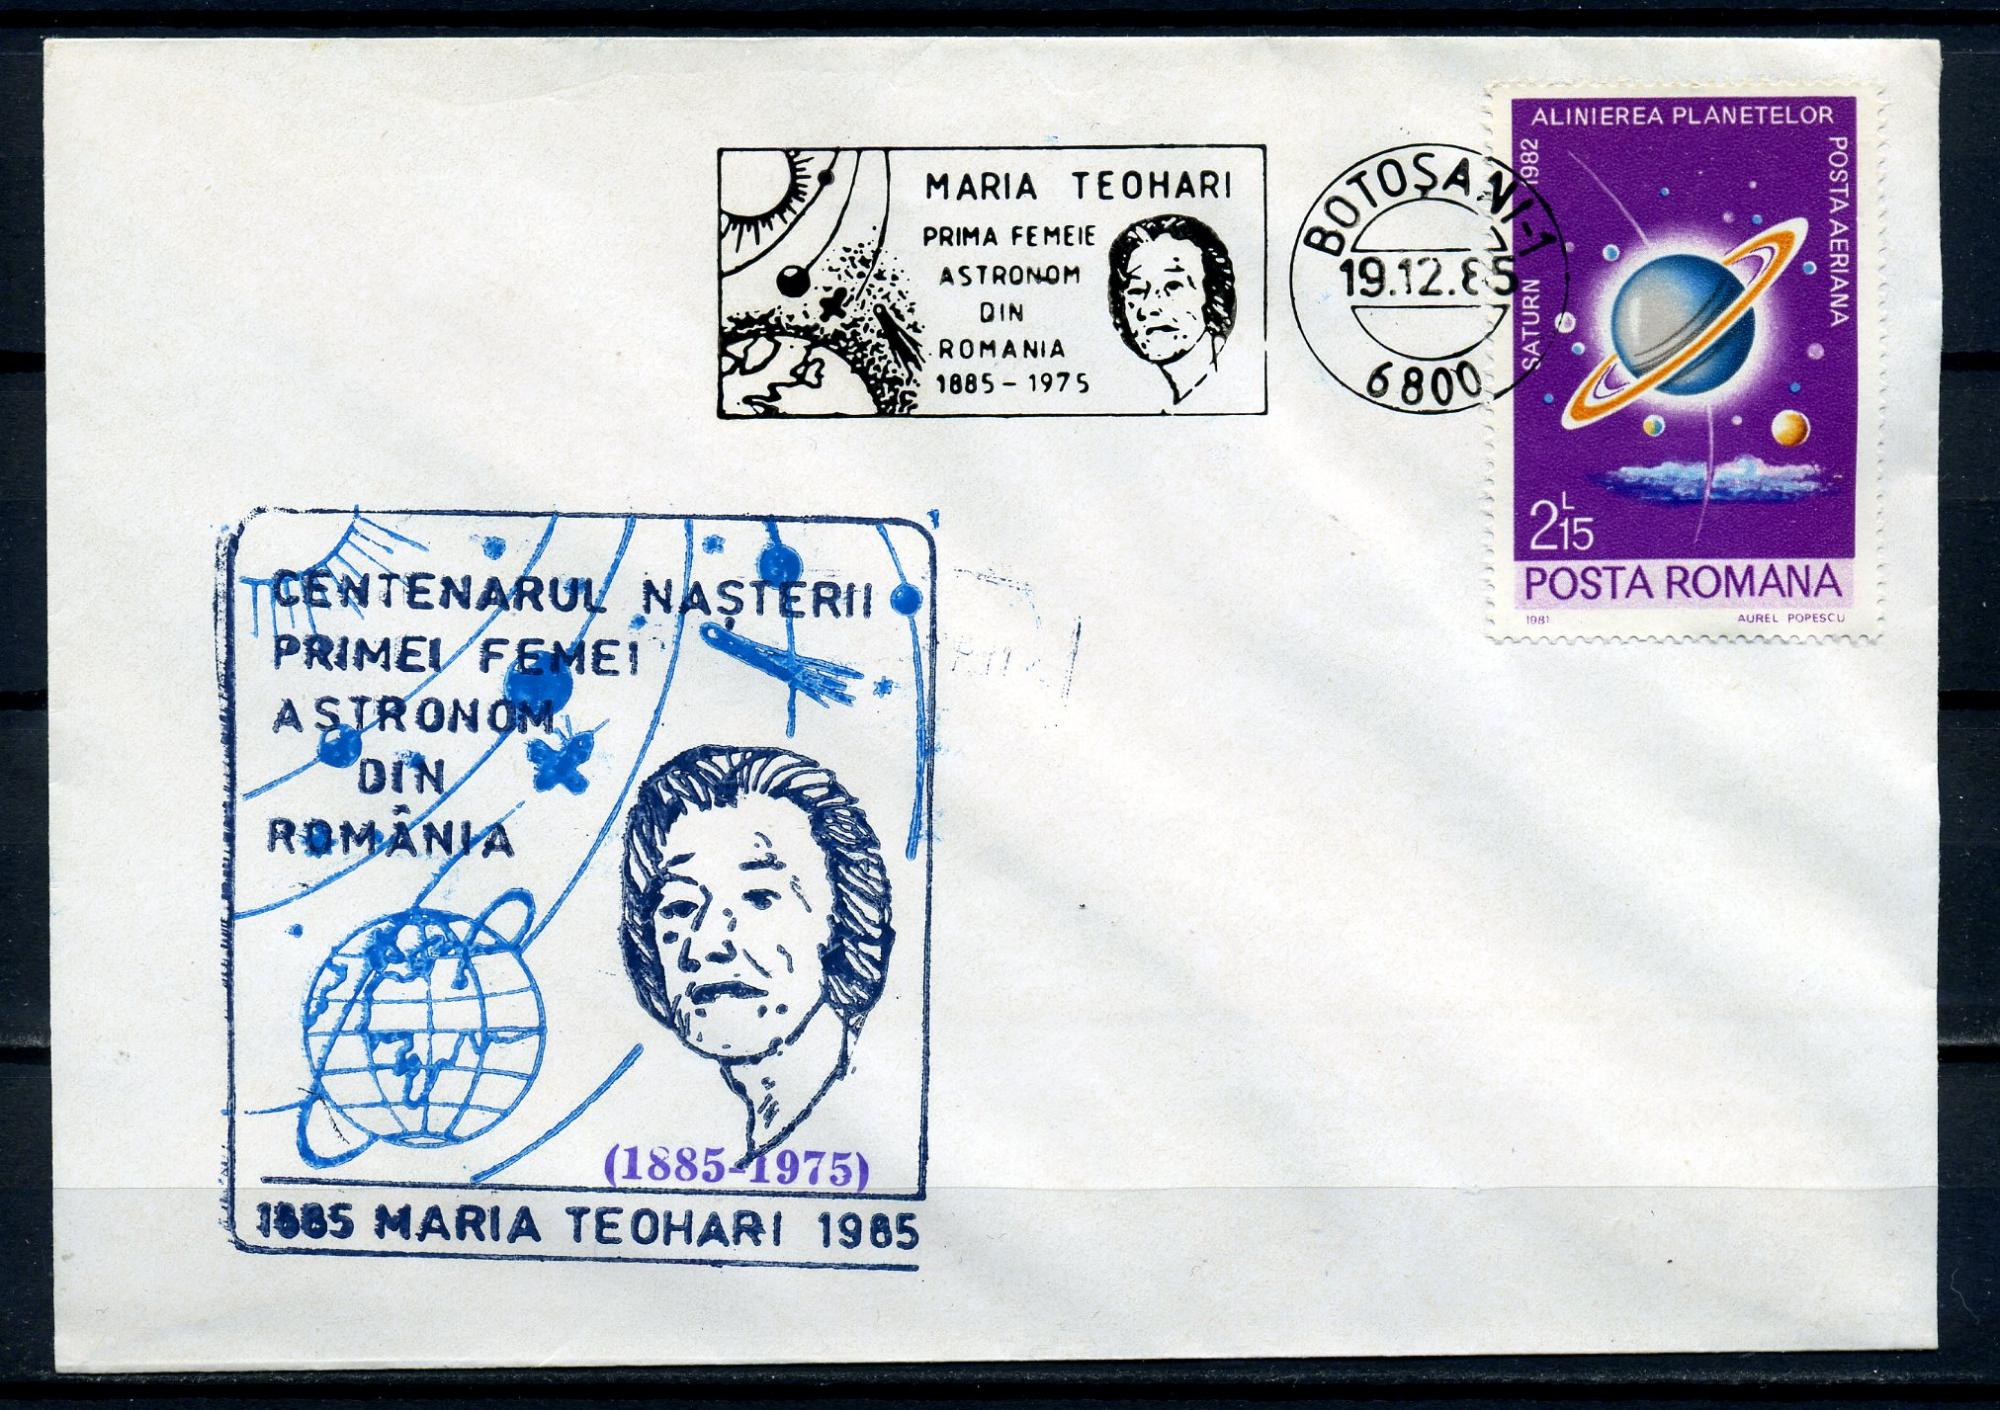 MARIA TEOHARI
PRIMA FEMEIE
ASTRONOM
DIN
ROMANIA
1885 - 1975
BOTOȘANI-1
19.12.85
6800
ALINIEREA PLANETELOR
1982
SATURN
POSTA AERIANA
2L15
POSTA ROMANA
1981
AUREL POPESCU
CENTENARUL NAȘTERII
PRIMEI FEMEI
ASTRONOM
DIN
ROMÂNIA
(1885-1975)
1885 MARIA TEOHARI 1985